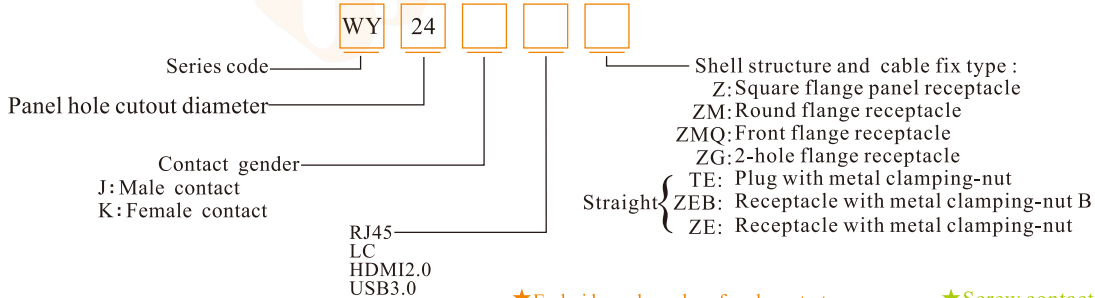 WY 24
Series code
Panel hole cutout diameter
Contact gender
J: Male contact
K: Female contact
RJ45
LC
HDMI2.0
USB3.0
Shell structure and cable fix type :
Z: Square flange panel receptacle
ZM: Round flange receptacle
ZMQ: Front flange receptacle
ZG: 2-hole flange receptacle
Straight
TE: Plug with metal clamping-nut
ZEB: Receptacle with metal clamping-nut B
ZE: Receptacle with metal clamping-nut
★Screw contact